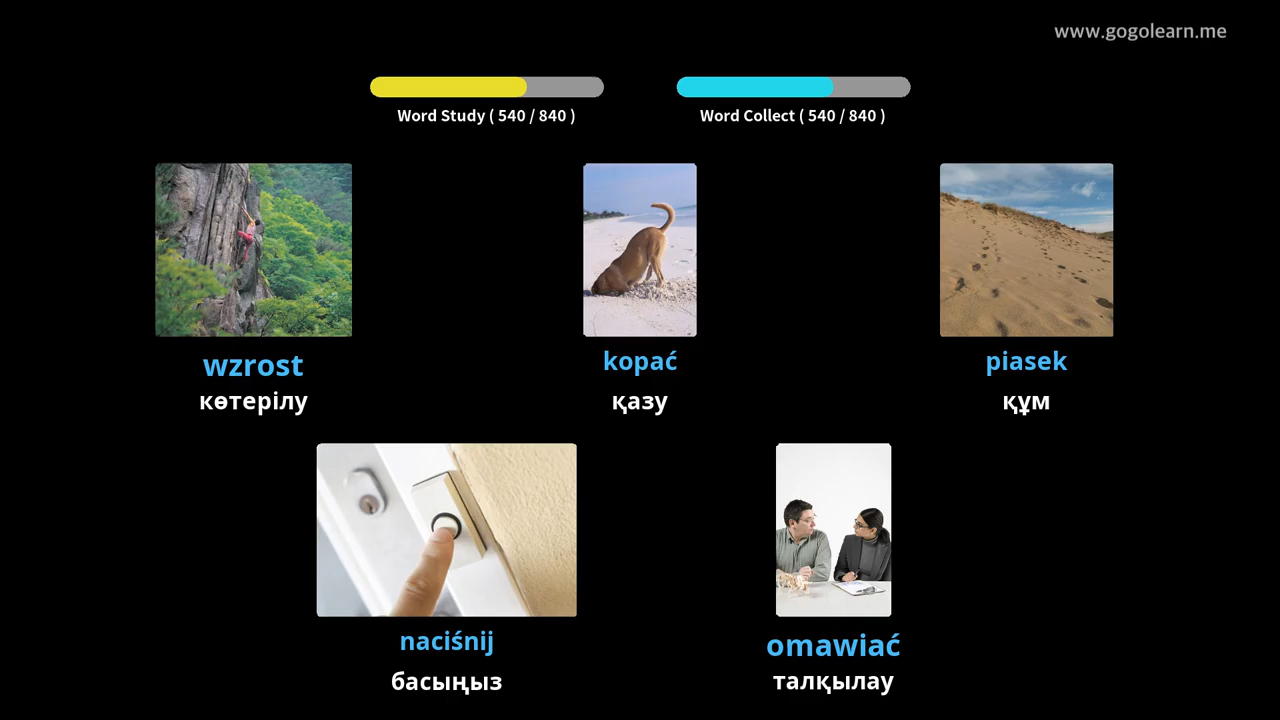 www.gogolearn.me
Word Study ( 540 / 840 )
Word Collect ( 540 / 840 )
wzrost
көтерілу
kopać
қазу
piasek
құм
naciśnij
басыңыз
omawiać
талқылау